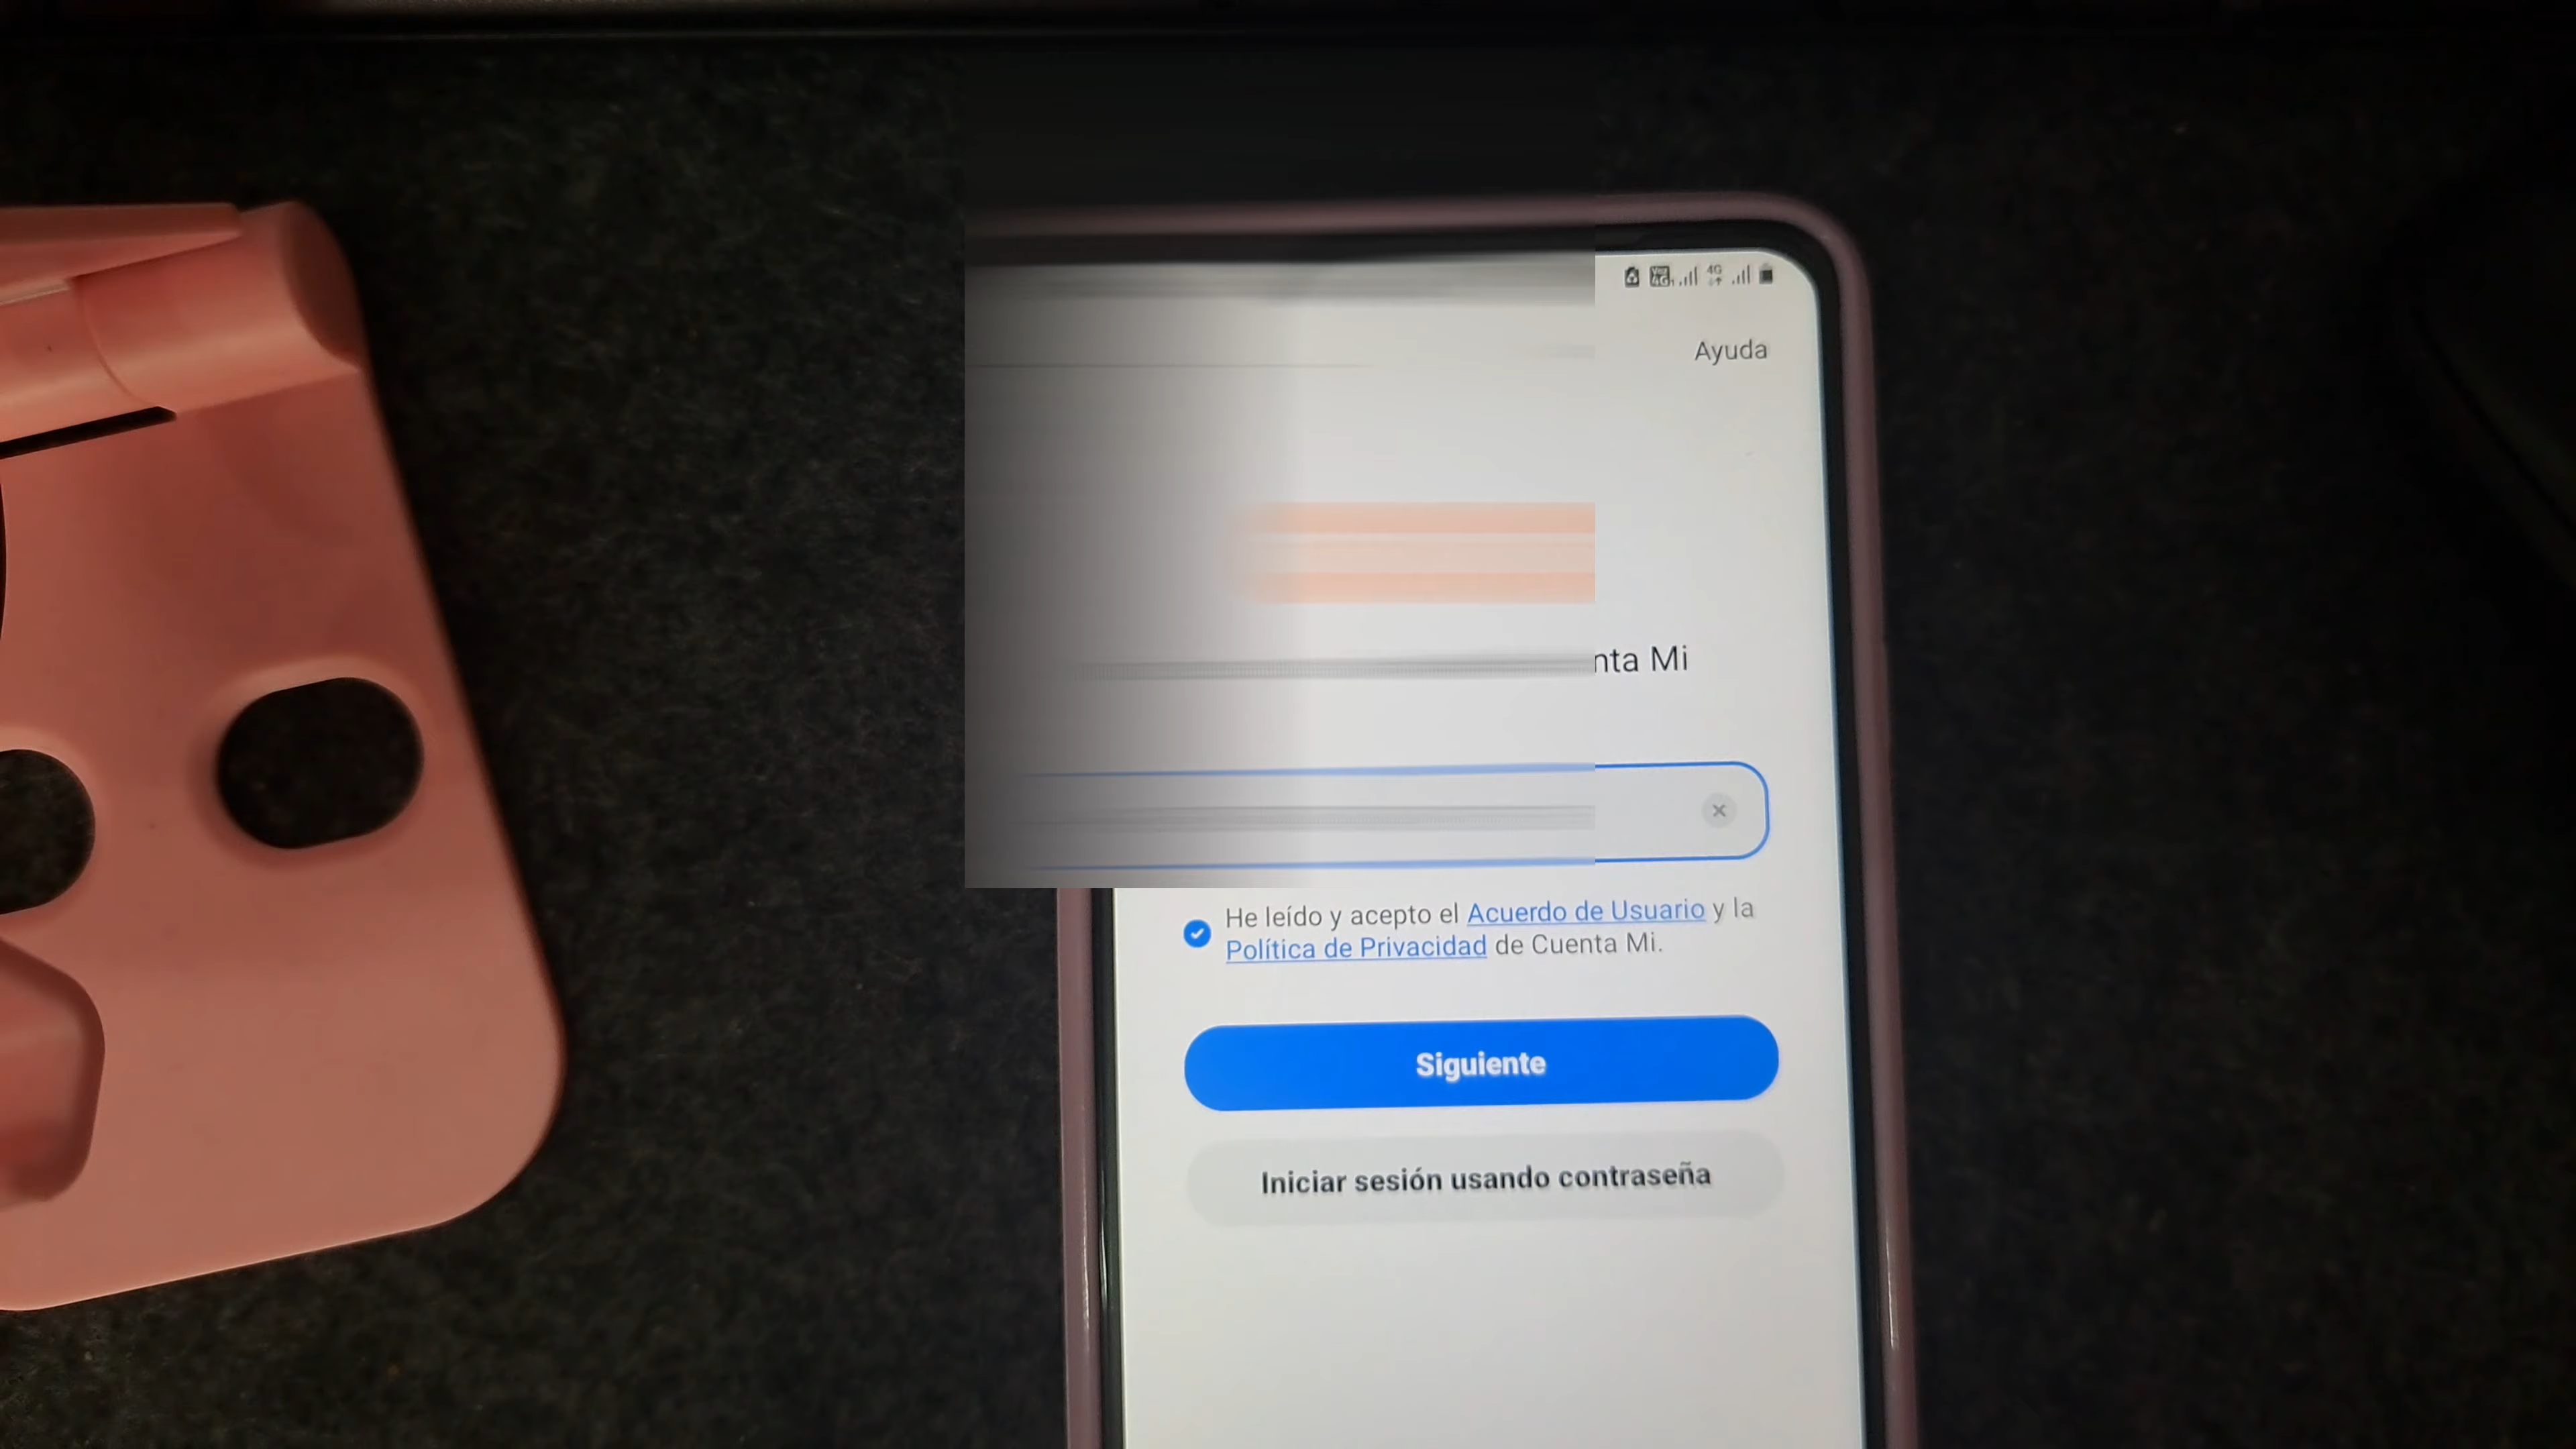 Ayuda
Mi
He leído y acepto el Acuerdo de Usuario y la
Política de Privacidad de Cuenta Mi.
Siguiente
Iniciar sesión usando contraseña